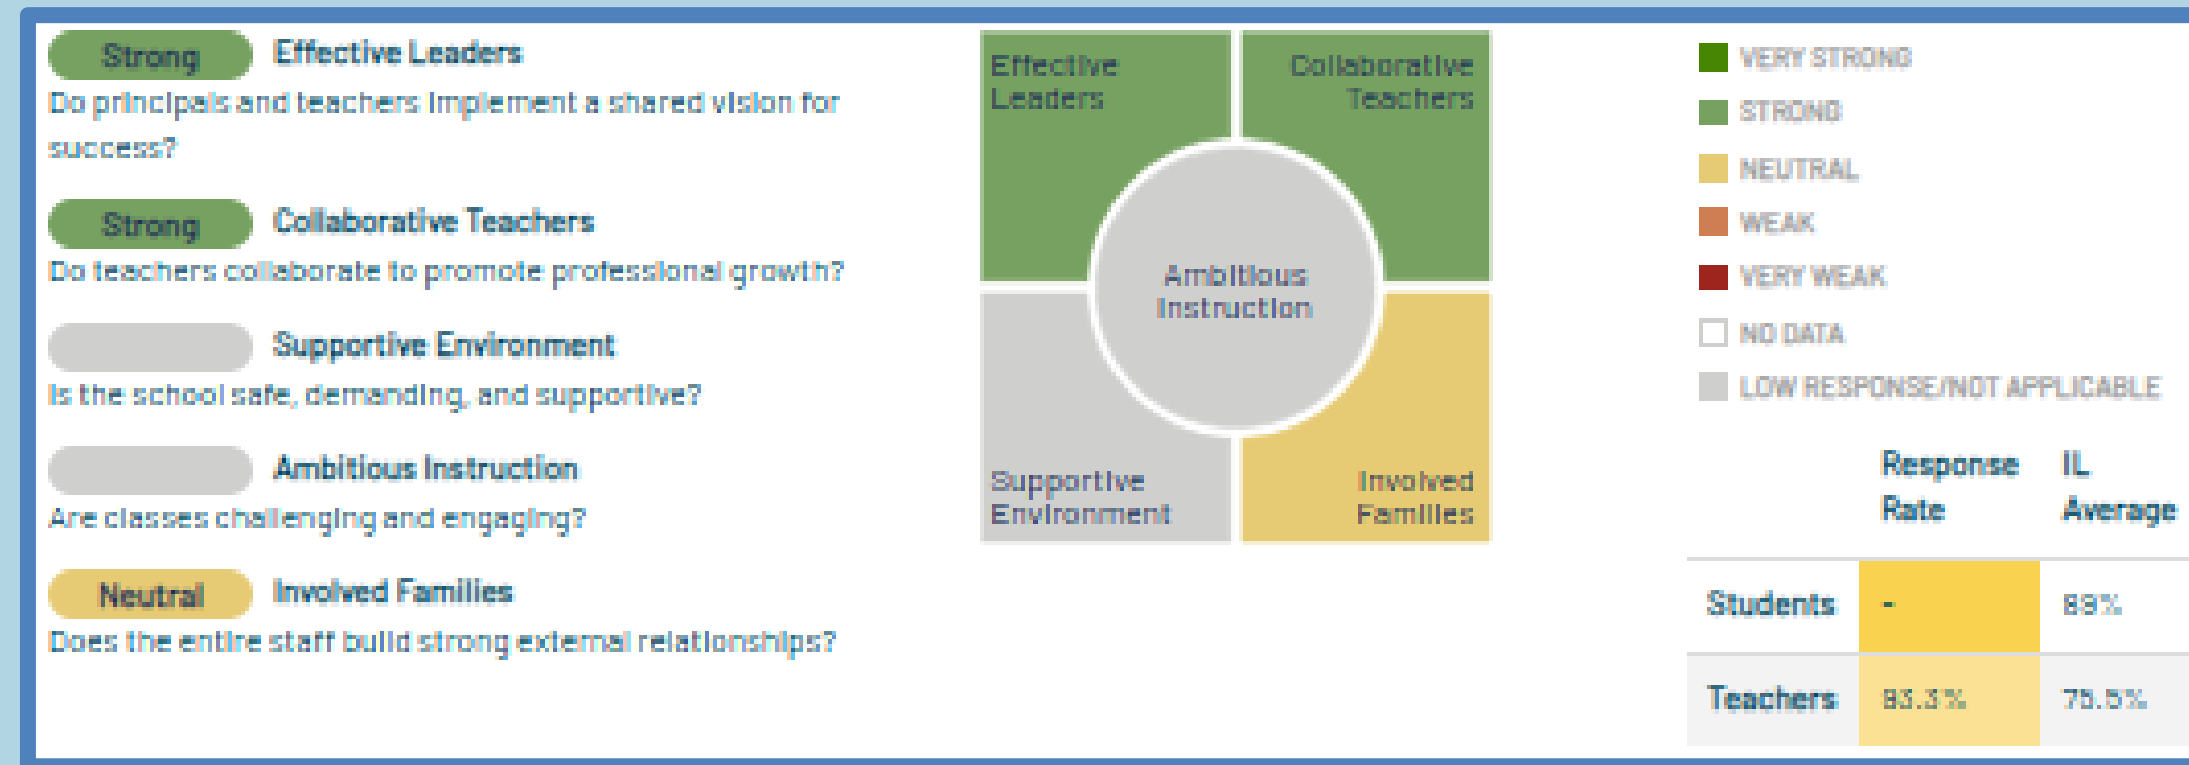 Strong Effective Leaders
Do principals and teachers implement a shared vision for
success?
Strong Collaborative Teachers
Do teachers collaborate to promote professional growth?
Supportive Environment
Is the school safe, demanding, and supportive?
Ambitious Instruction
Are classes challenging and engaging?
Neutral Involved Families
Does the entire staff build strong external relationships?
Effective
Leaders
Collaborative
Teachers
Ambitious
Instruction
Supportive
Environment
Involved
Families
VERY STRONG
STRONG
NEUTRAL
WEAK
VERY WEAK
NO DATA
LOW RESPONSE/NOT APPLICABLE
Response IL
Rate Average
Students -
Teachers 93.3% 75.5%